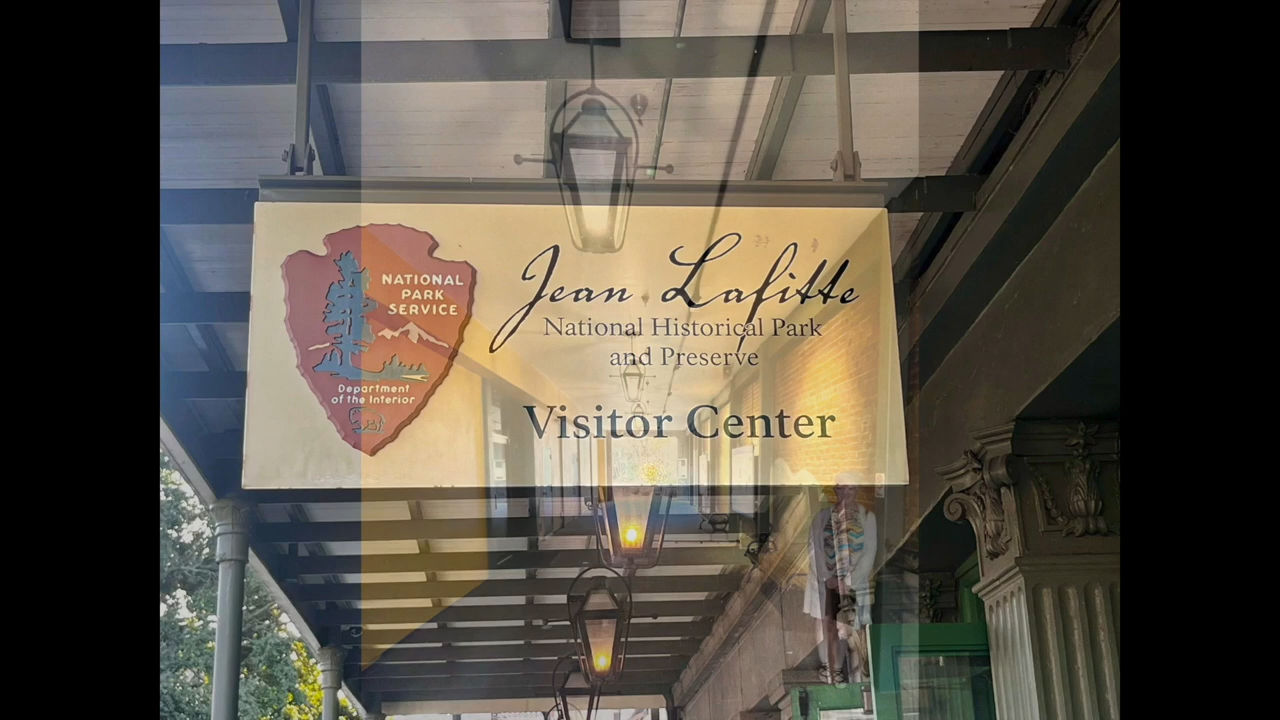 NATIONAL
PARK
SERVICE
Department
of the Interior
Jean Lafitte
National Historical Park
and Preserve
Visitor Center